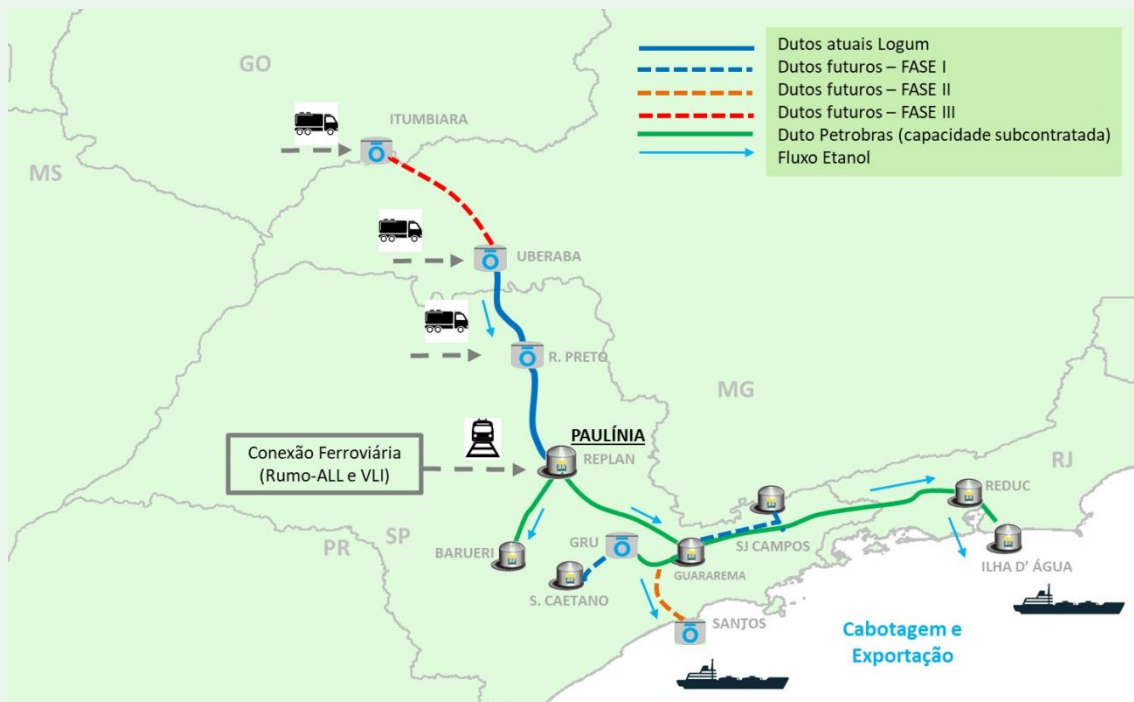 Dutos atuais Logum
Dutos futuros – FASE I
Dutos futuros – FASE II
Dutos futuros – FASE III
Duto Petrobras (capacidade subcontratada)
Fluxo Etanol
GO
ITUMBIARA
MS
UBERABA
R. PRETO
MG
PAULÍNIA
REPLAN
Conexão Ferroviária
(Rumo-ALL e VLI)
RJ
REDUC
SP
PR
BARUERI
GRU
SJ CAMPOS
GUARAREMA
ILHA D' ÁGUA
S. CAETANO
SANTOS
Cabotagem e
Exportação